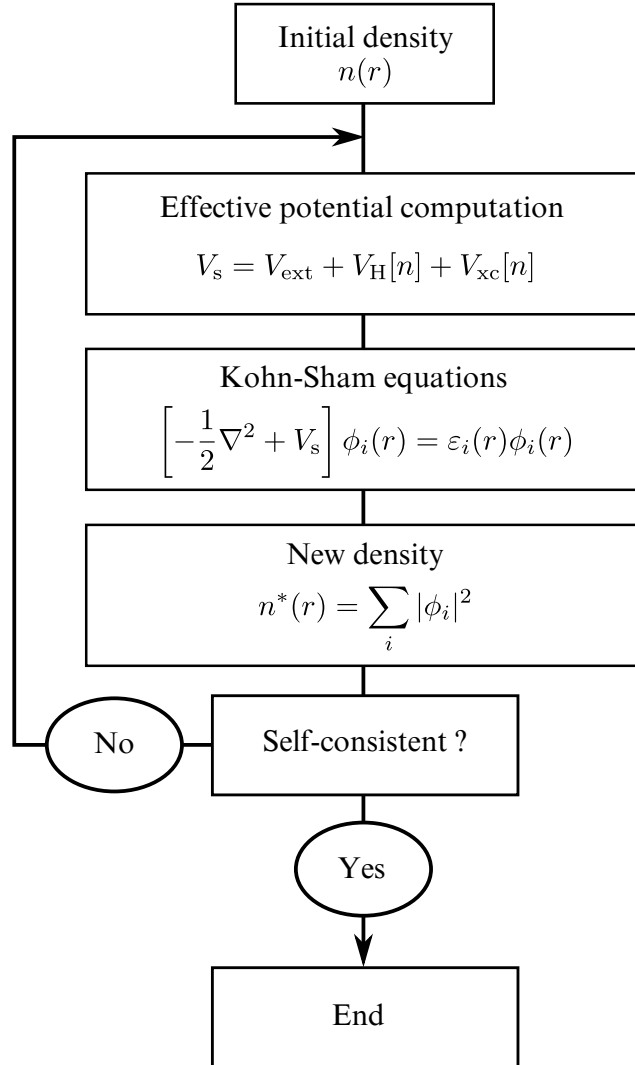 Initial density
n(r)
Effective potential computation
V_s = V_ext + V_H[n] + V_xc[n]
Kohn-Sham equations
[-1/2 ∇² + V_s] ϕ_i(r) = ε_i(r)ϕ_i(r)
New density
n*(r) = ∑_i |ϕ_i|²
No
Self-consistent ?
Yes
End